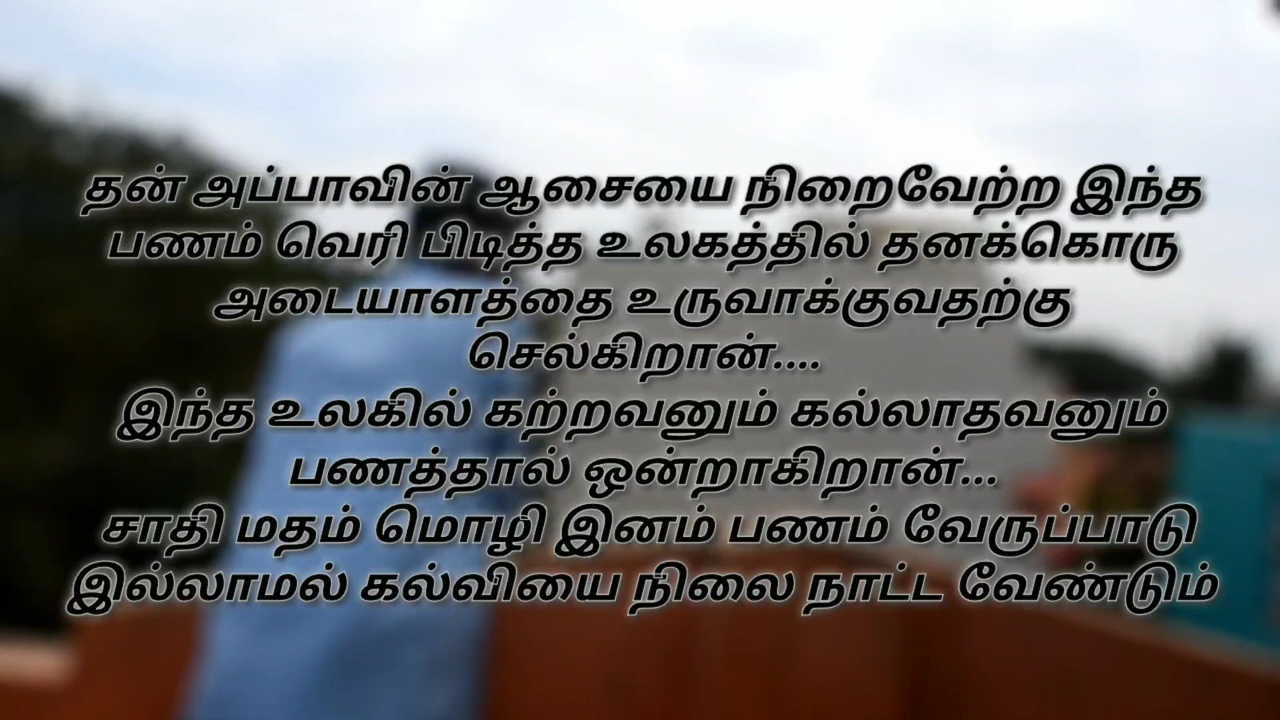 தன் அப்பாவின் ஆசையை நிறைவேற்ற இந்த
பணம் வெரி பிடித்த உலகத்தில் தனக்கொரு
அடையாளத்தை உருவாக்குவதற்கு
செல்கிறான்....
இந்த உலகில் கற்றவனும் கல்லாதவனும்
பணத்தால் ஒன்றாகிறான்...
சாதி மதம் மொழி இனம் பணம் வேருப்பாடு
இல்லாமல் கல்வியை நிலை நாட்ட வேண்டும்